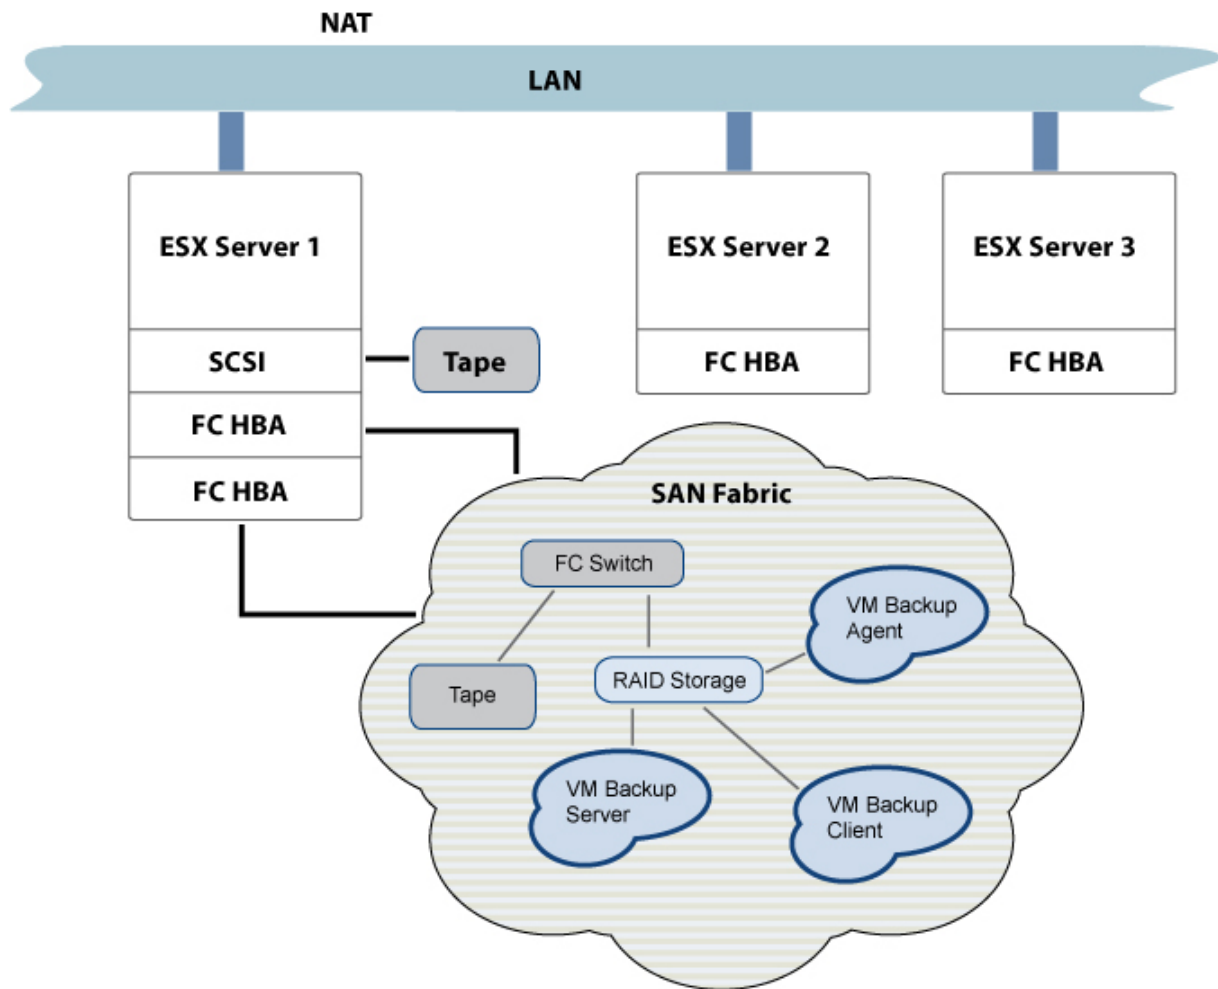 NAT
LAN
ESX Server 1
ESX Server 2
ESX Server 3
SCSI
Tape
FC HBA
FC HBA
FC HBA
FC HBA
SAN Fabric
FC Switch
VM Backup
Agent
RAID Storage
Tape
VM Backup
Server
VM Backup
Client